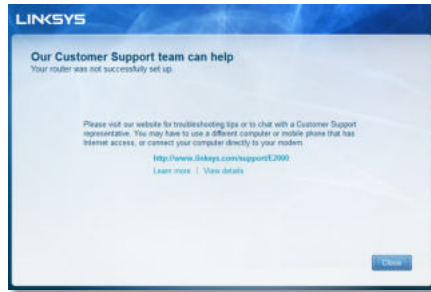 LINKSYS
Our Customer Support team can help
Your router was not successfully set up.
Please visit our website for troubleshooting tips or to chat with a Customer Support
representative. You may have to use a different computer or mobile phone that has
Internet access, or connect your computer directly to your modem.
http://www.linksys.com/support/E2000
Learn more | View details
Close